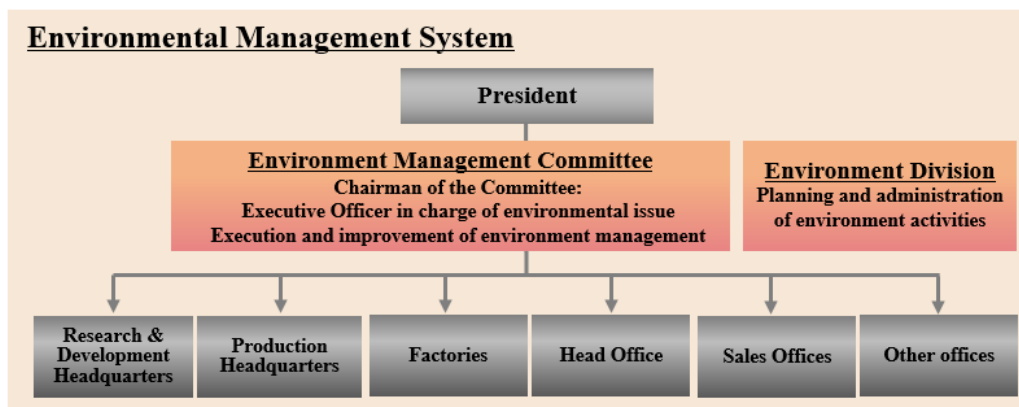 Environmental Management System
President
Environment Management Committee
Chairman of the Committee:
Executive Officer in charge of environmental issue
Execution and improvement of environment management
Environment Division
Planning and administration
of environment activities
Research &
Development
Headquarters
Production
Headquarters
Factories
Head Office
Sales Offices
Other offices